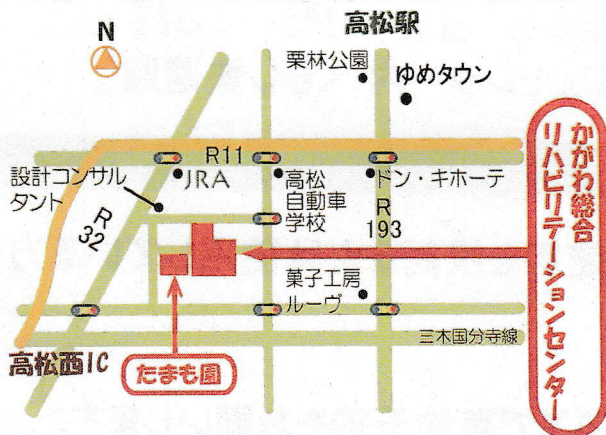 高松駅
N
栗林公園
ゆめタウン
R11
設計コンサル
タント
JRA
高松
自動車
学校
ドン・キホーテ
R
32
R
193
かがわ総合
リハビリテーションセンター
菓子工房
ルーヴ
三木国分寺線
高松西IC
たまも園